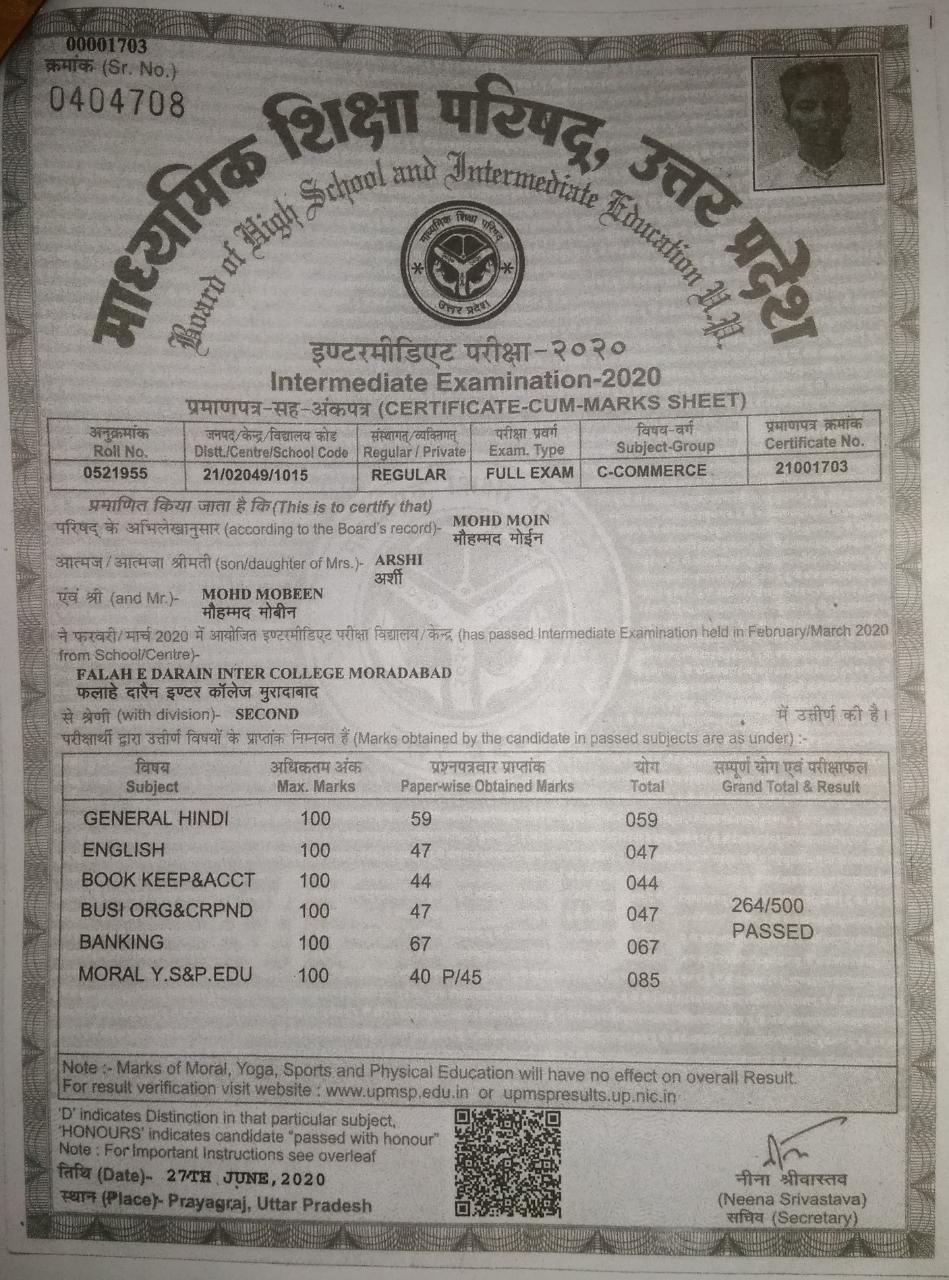 00001703
क्रमांक (Sr. No.)
0404708
माध्यमिक शिक्षा परिषद्, उत्तर प्रदेश
Board of High School and Intermediate Education U.P.
माध्यमिक शिक्षा परिषद
उत्तर प्रदेश
इण्टरमीडिएट परीक्षा-२०२०
Intermediate Examination-2020
प्रमाणपत्र-सह-अंकपत्र (CERTIFICATE-CUM-MARKS SHEET)
अनुक्रमांक जनपद/केन्द्र/विद्यालय कोड संस्थागत/व्यक्तिगत परीक्षा प्रवर्ग विषय-वर्ग प्रमाणपत्र क्रमांक
Roll No. Distt./Centre/School Code Regular / Private Exam. Type Subject-Group Certificate No.
0521955 21/02049/1015 REGULAR FULL EXAM C-COMMERCE 21001703
प्रमाणित किया जाता है कि (This is to certify that)
परिषद् के अभिलेखानुसार (according to the Board's record)- MOHD MOIN
मौहम्मद मोईन
आत्मज/आत्मजा श्रीमती (son/daughter of Mrs.)- ARSHI
अर्शी
एवं श्री (and Mr.)- MOHD MOBEEN
मौहम्मद मोबीन
ने फरवरी/मार्च 2020 में आयोजित इण्टरमीडिएट परीक्षा विद्यालय/केन्द्र (has passed Intermediate Examination held in February/March 2020
from School/Centre)-
FALAH E DARAIN INTER COLLEGE MORADABAD
फलाहे दारैन इण्टर कॉलेज मुरादाबाद
से श्रेणी (with division)- SECOND में उत्तीर्ण की है।
परीक्षार्थी द्वारा उत्तीर्ण विषयों के प्राप्तांक निम्नवत हैं (Marks obtained by the candidate in passed subjects are as under) :-
विषय अधिकतम अंक प्रश्नपत्रवार प्राप्तांक योग सम्पूर्ण योग एवं परीक्षाफल
Subject Max. Marks Paper-wise Obtained Marks Total Grand Total & Result
GENERAL HINDI 100 59 059
ENGLISH 100 47 047
BOOK KEEP&ACCT 100 44 044
BUSI ORG&CRPND 100 47 047 264/500
BANKING 100 67 067 PASSED
MORAL Y.S&P.EDU 100 40 P/45 085
Note :- Marks of Moral, Yoga, Sports and Physical Education will have no effect on overall Result.
For result verification visit website : www.upmsp.edu.in or upmspresults.up.nic.in
'D' indicates Distinction in that particular subject,
'HONOURS' indicates candidate "passed with honour"
Note : For Important Instructions see overleaf
तिथि (Date)- 27TH JUNE, 2020
स्थान (Place)- Prayagraj, Uttar Pradesh
नीना श्रीवास्तव
(Neena Srivastava)
सचिव (Secretary)